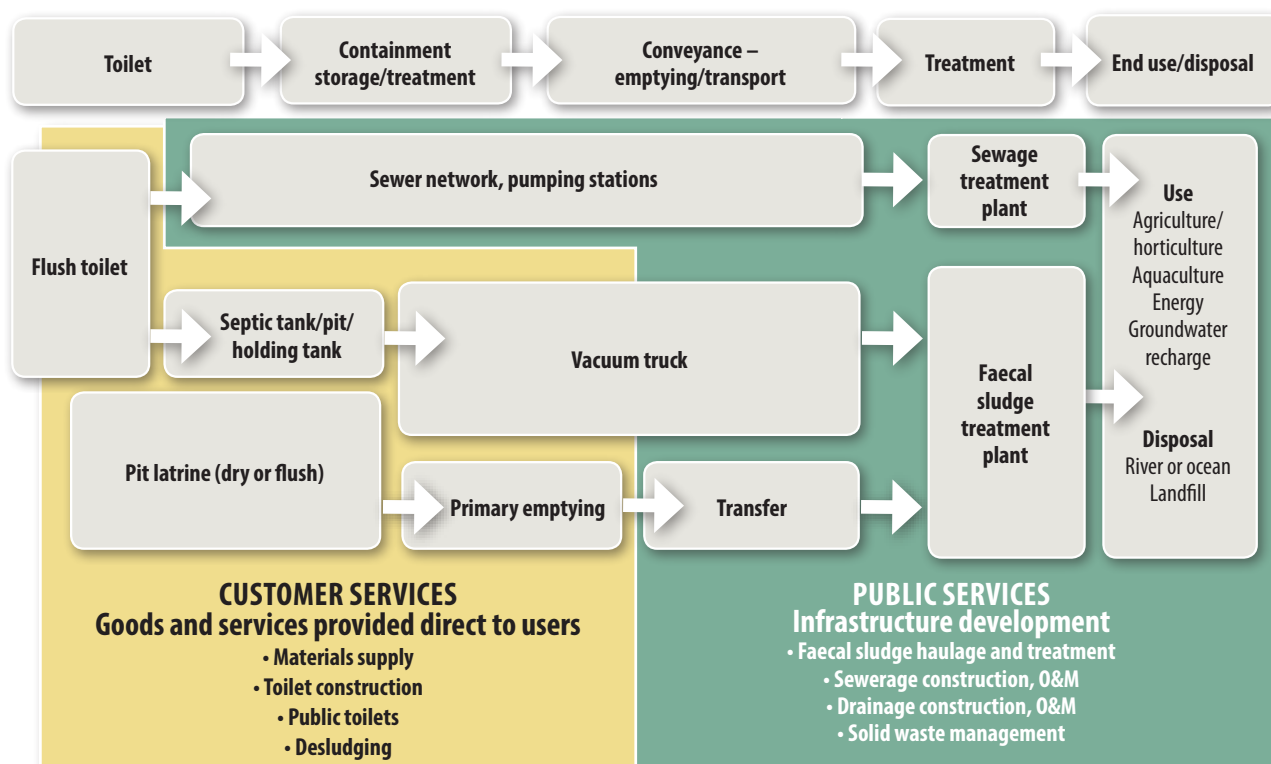 Toilet
Containment
storage/treatment
Conveyance –
emptying/transport
Treatment
End use/disposal
Flush toilet
Sewer network, pumping stations
Sewage
treatment
plant
Use
Agriculture/
horticulture
Aquaculture
Energy
Groundwater
recharge
Disposal
River or ocean
Landfill
Septic tank/pit/
holding tank
Vacuum truck
Faecal
sludge
treatment
plant
Pit latrine (dry or flush)
Primary emptying
Transfer
CUSTOMER SERVICES
Goods and services provided direct to users
• Materials supply
• Toilet construction
• Public toilets
• Desludging
PUBLIC SERVICES
Infrastructure development
• Faecal sludge haulage and treatment
• Sewerage construction, O&M
• Drainage construction, O&M
• Solid waste management